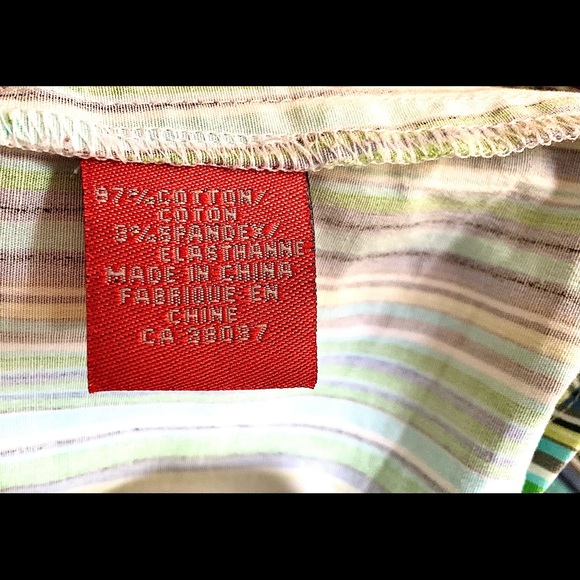 97%COTTON/
COTON
3%SPANDEX/
ELASTHANNE
MADE IN CHINA
FABRIQUE EN
CHINE
CA 38037